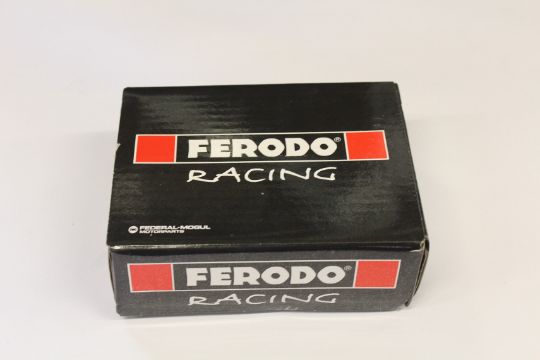 FERODO®
RACING
FEDERAL-MOGUL
MOTORPARTS
FERODO®
RACING